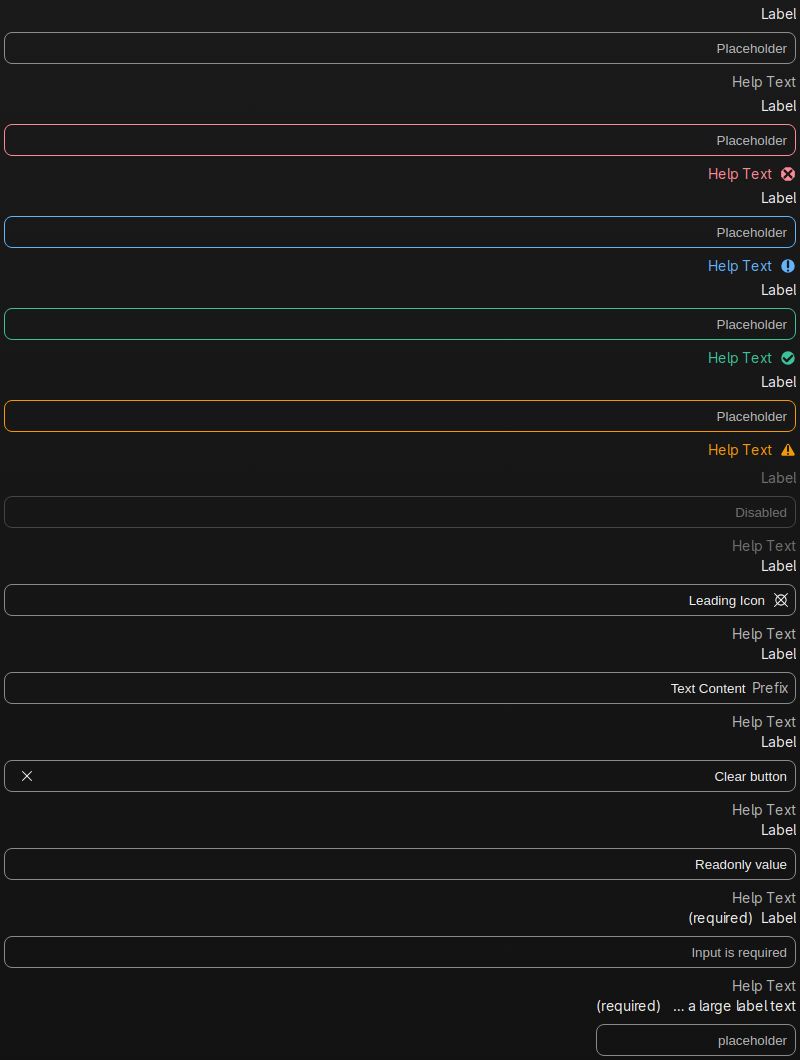 Label
Placeholder
Help Text
Label
Placeholder
Help Text
Label
Placeholder
Help Text
Label
Placeholder
Help Text
Label
Placeholder
Help Text
Label
Disabled
Help Text
Label
Leading Icon
Help Text
Label
Text Content Prefix
Help Text
Label
Clear button
Help Text
Label
Readonly value
Help Text
(required) Label
Input is required
Help Text
(required) ... a large label text
placeholder